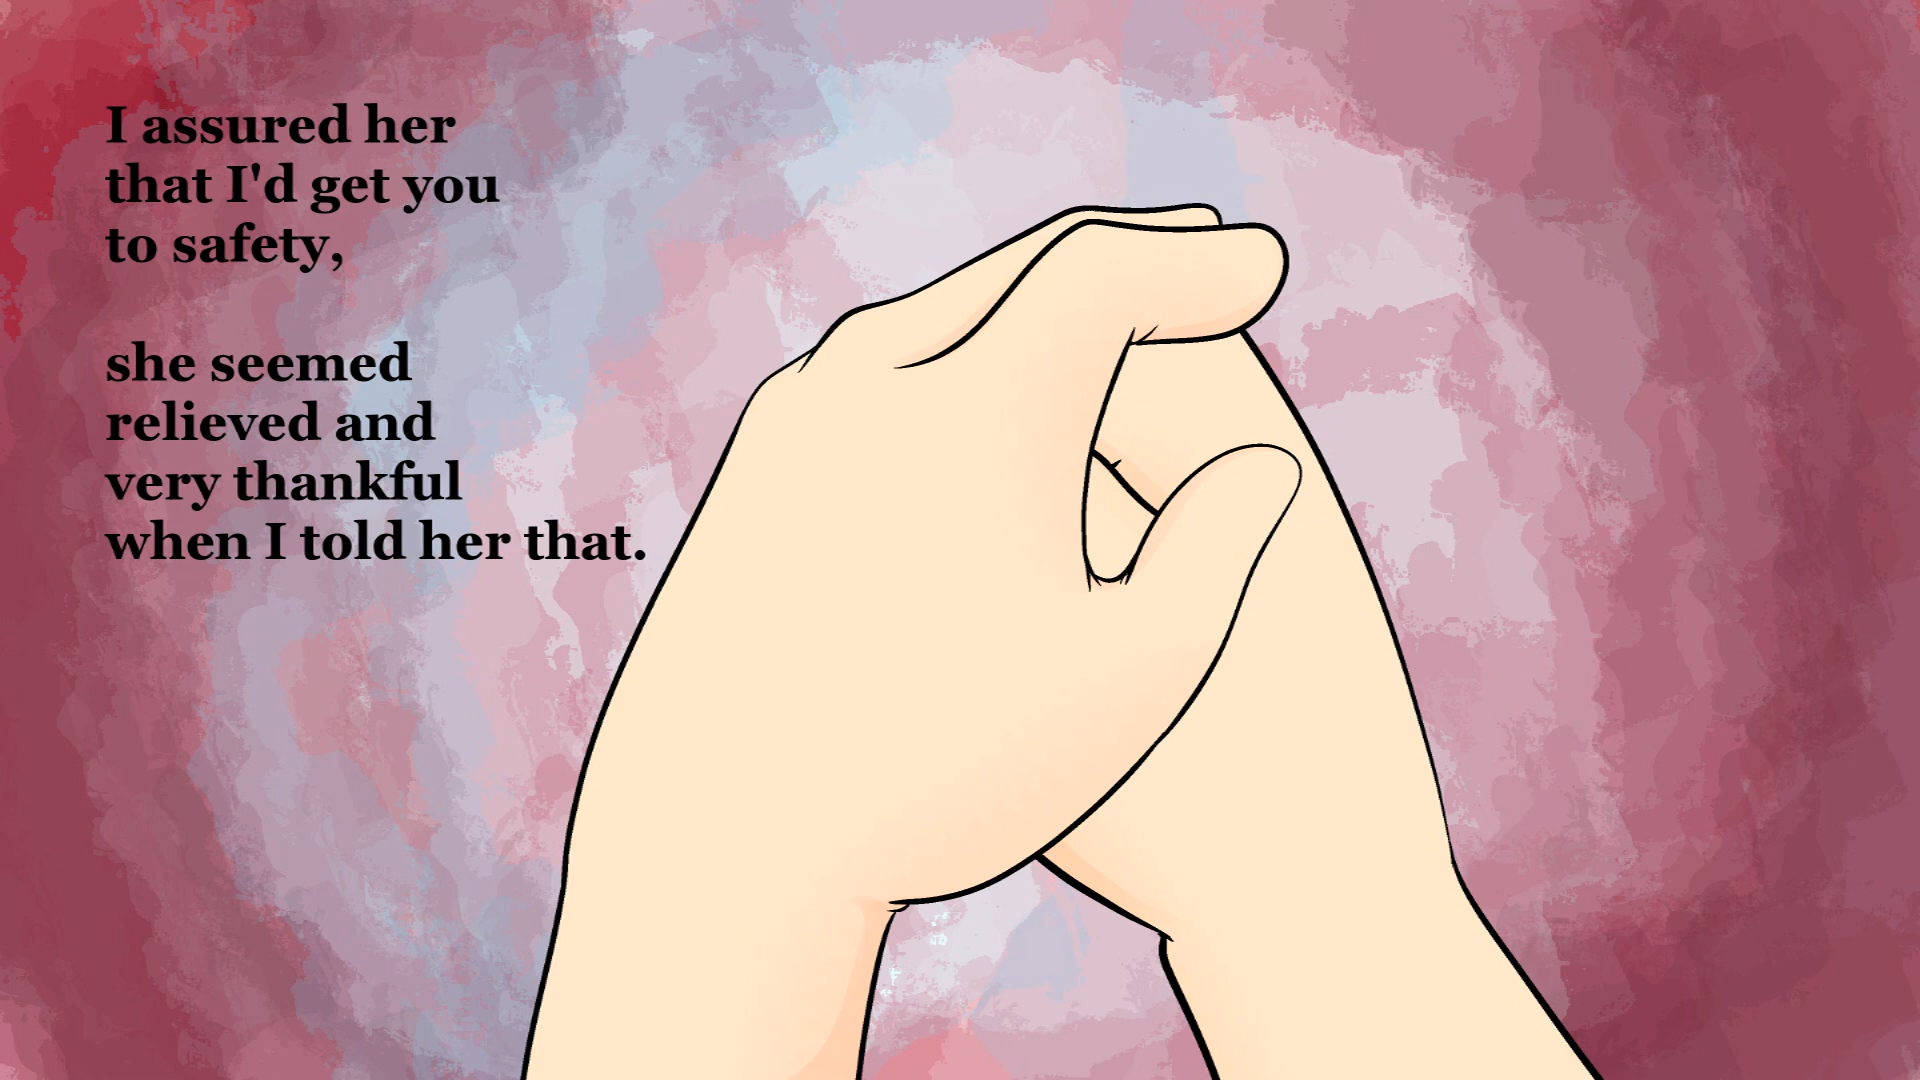 I assured her
that I'd get you
to safety,
she seemed
relieved and
very thankful
when I told her that.